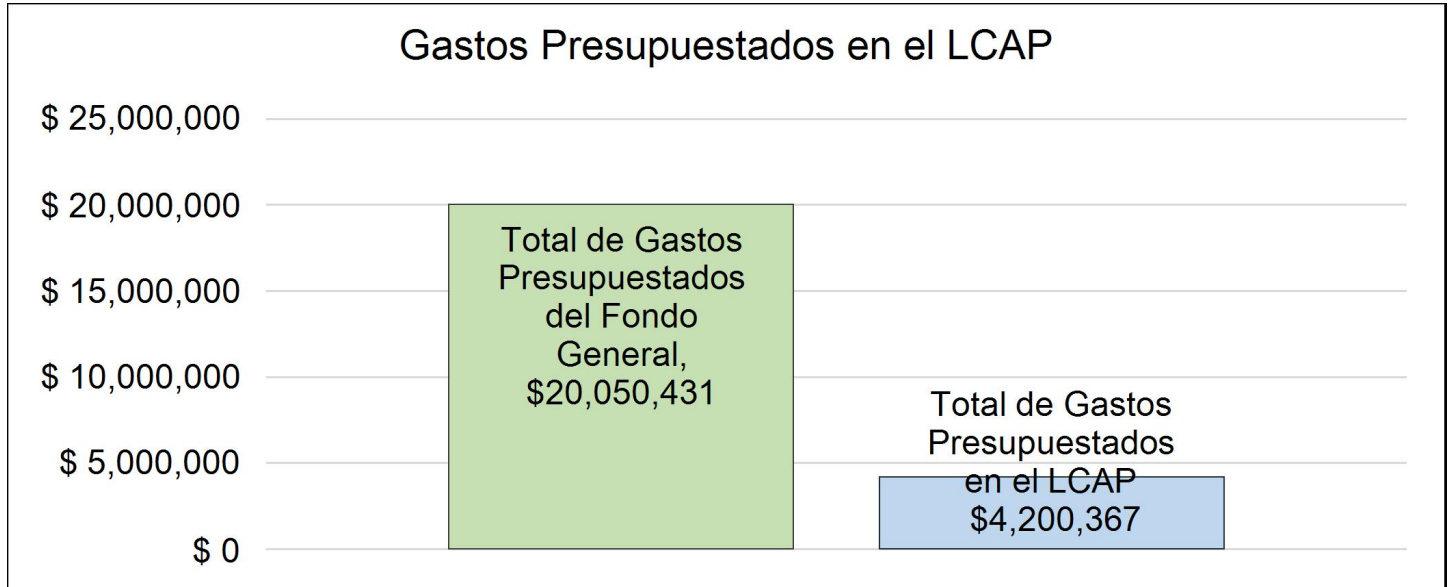 Gastos Presupuestados en el LCAP
$ 25,000,000
$ 20,000,000
$ 15,000,000
$ 10,000,000
$ 5,000,000
$ 0
Total de Gastos
Presupuestados
del Fondo
General,
$20,050,431
Total de Gastos
Presupuestados
en el LCAP
$4,200,367